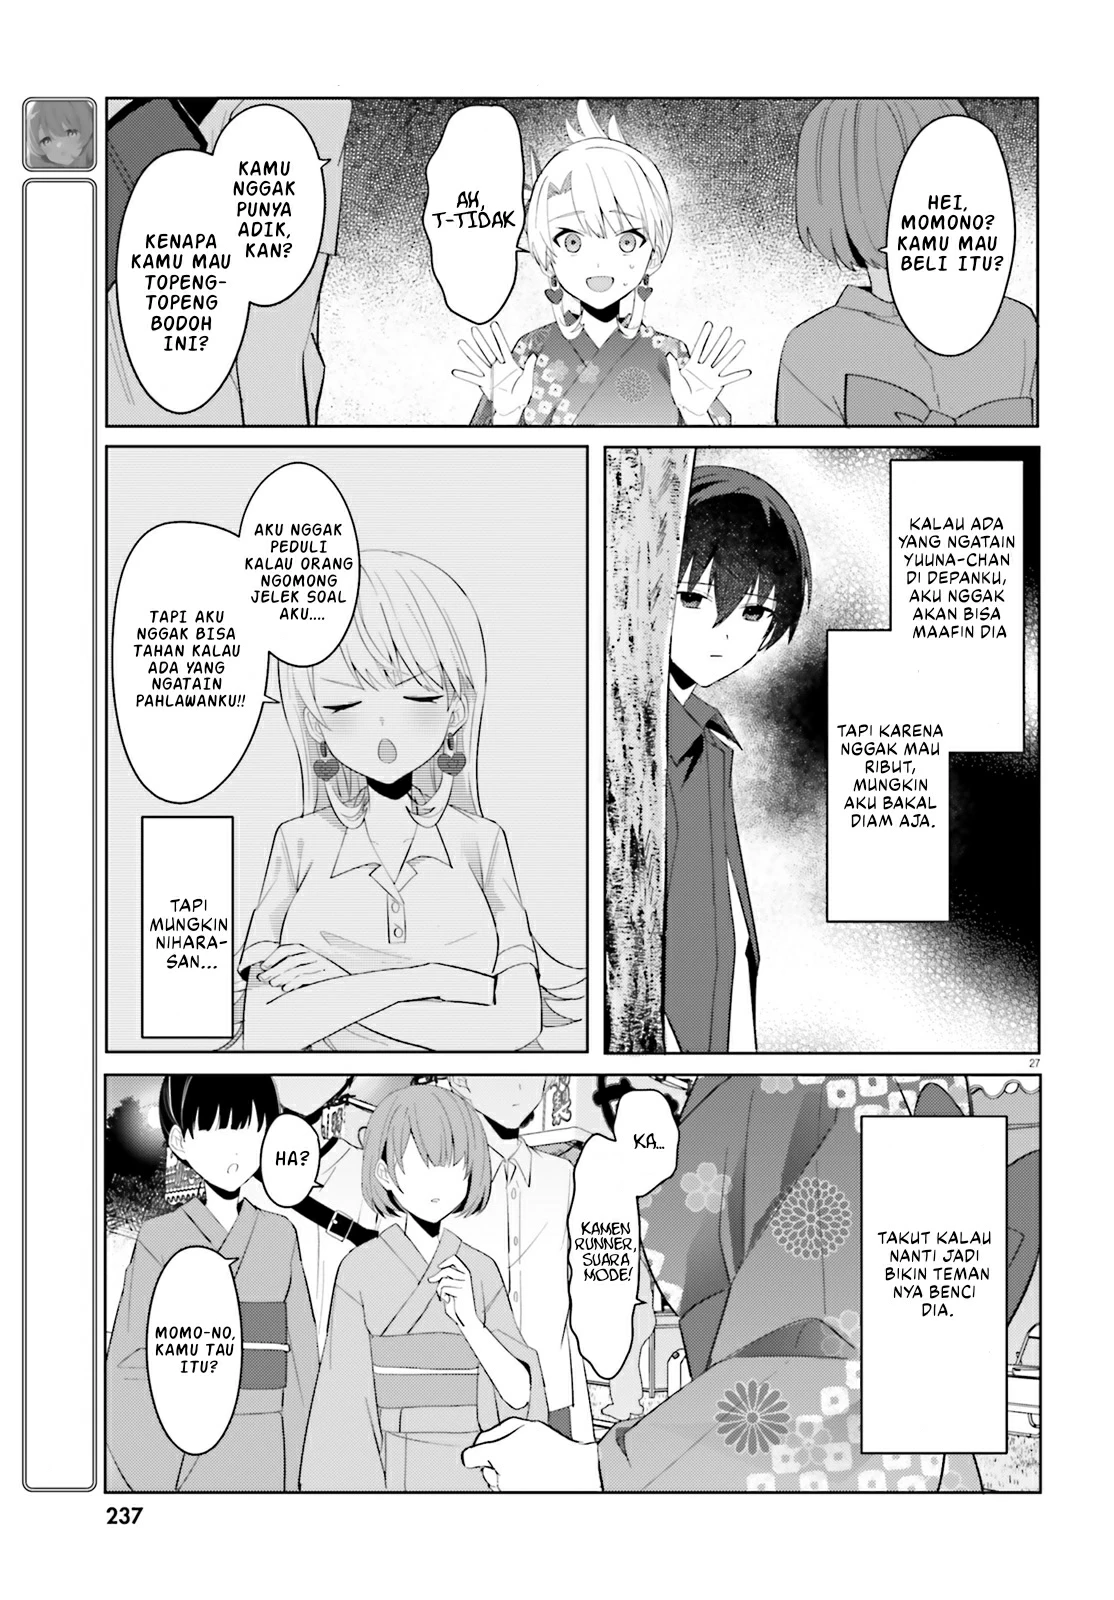 HEI,
MOMONO?
KAMU MAU
BELI ITU?
AH,
T-TIDAK
KAMU
NGGAK
PUNYA
ADIK,
KAN?
KENAPA
KAMU MAU
TOPENG-
TOPENG
BODOH
INI?
KALAU ADA
YANG NGATAIN
YUUNA-CHAN
DI DEPANKU,
AKU NGGAK
AKAN BISA
MAAFIN DIA
TAPI KARENA
NGGAK MAU
RIBUT,
MUNGKIN
AKU BAKAL
DIAM AJA.
AKU NGGAK
PEDULI
KALAU ORANG
NGOMONG
JELEK SOAL
AKU....
TAPI AKU
NGGAK BISA
TAHAN KALAU
ADA YANG
NGATAIN
PAHLAWANKU!!
TAPI
MUNGKIN
NIHARA-
SAN...
27
TAKUT KALAU
NANTI JADI
BIKIN TEMAN
NYA BENCI
DIA.
KA...
KAMEN
RUNNER,
SUARA
MODE!
HA?
MOMO-NO,
KAMU TAU
ITU?
237